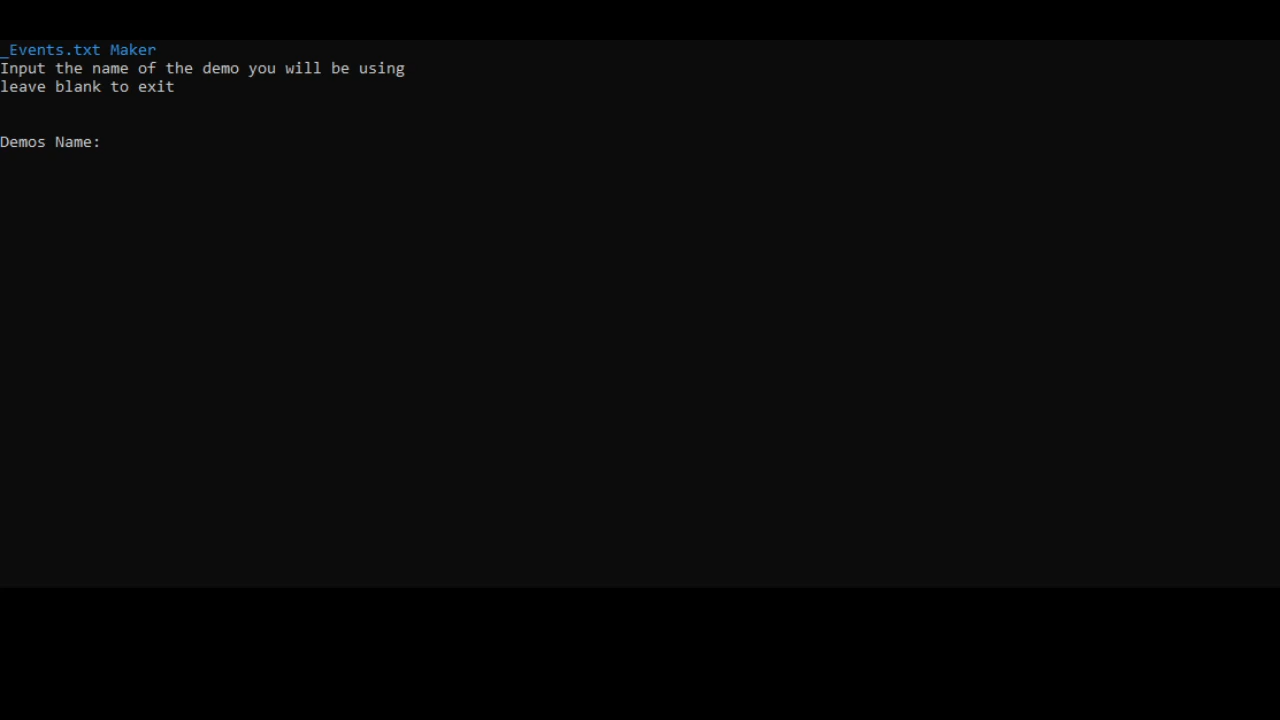 _Events.txt Maker
Input the name of the demo you will be using
leave blank to exit
Demos Name: